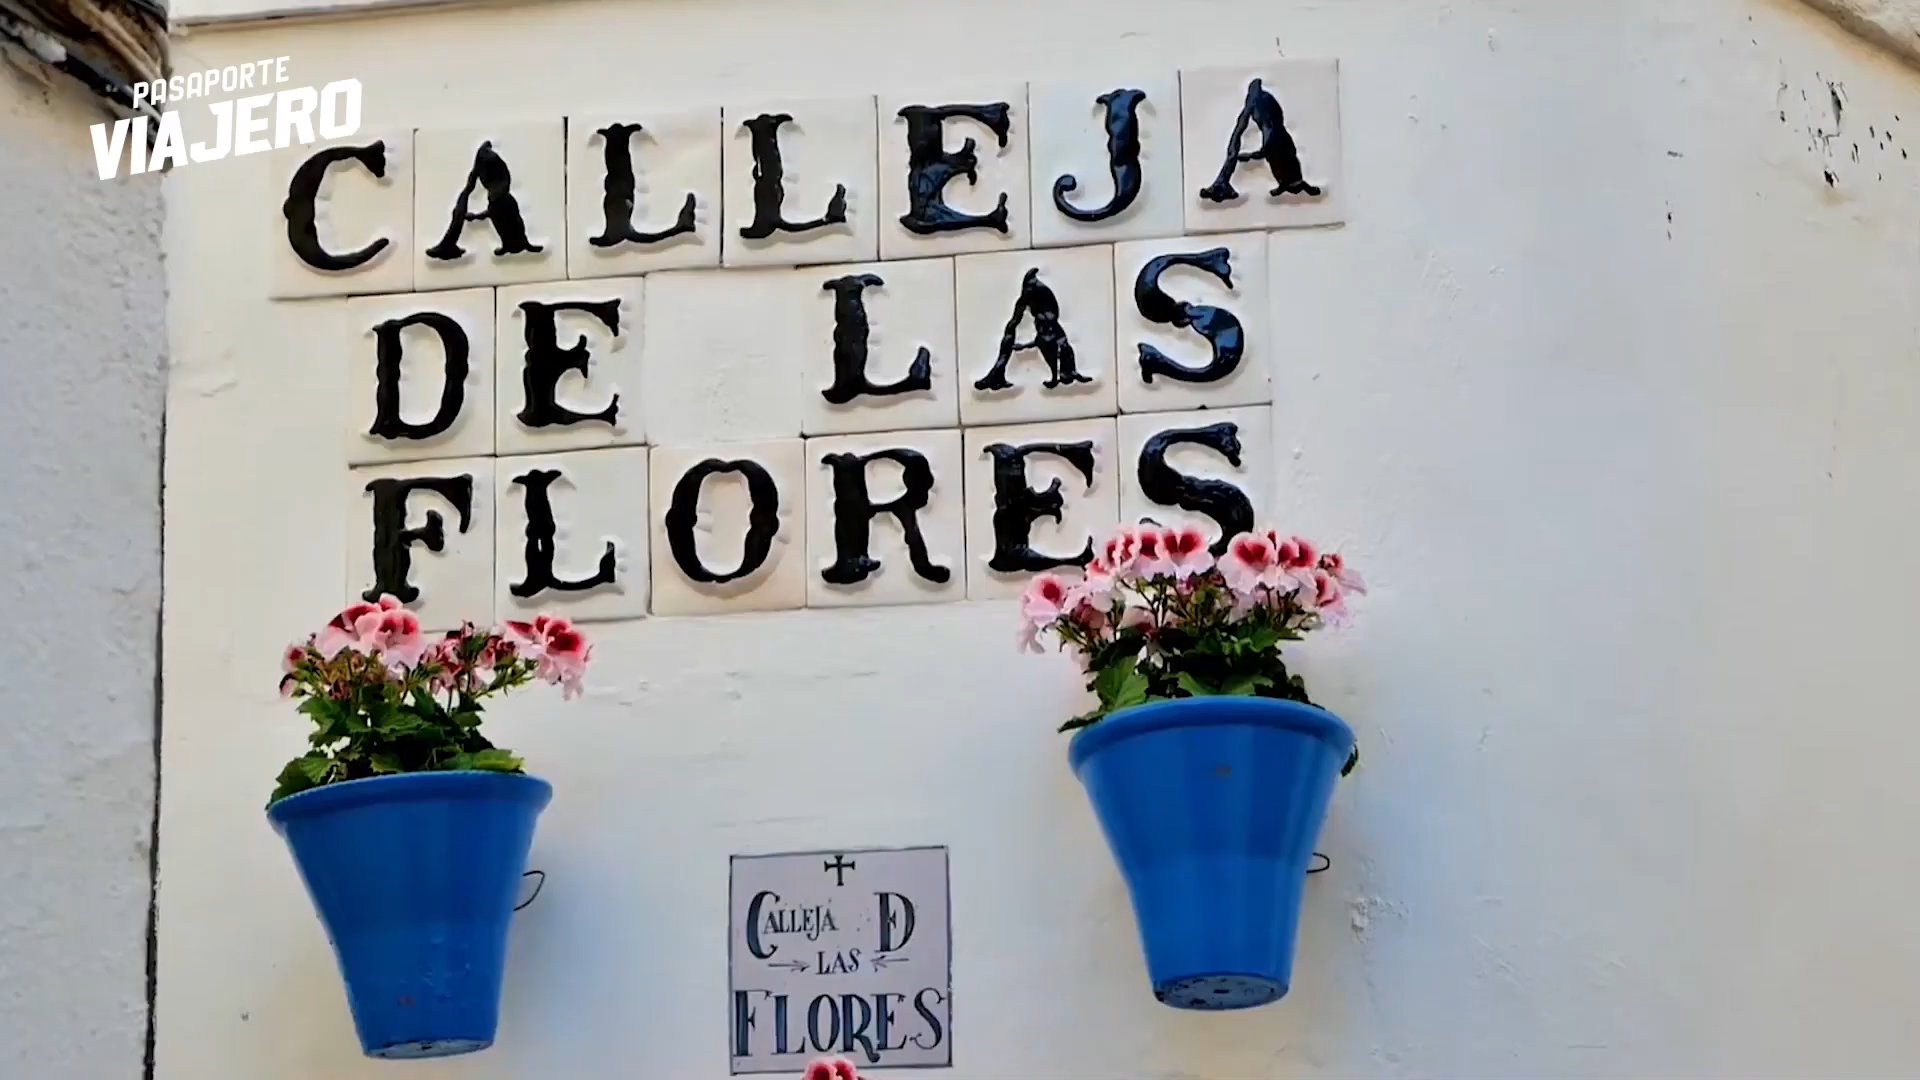 PASAPORTE
VIAJERO
CALLEJA
DE LAS
FLORES
CALLEJA D
LAS
FLORES